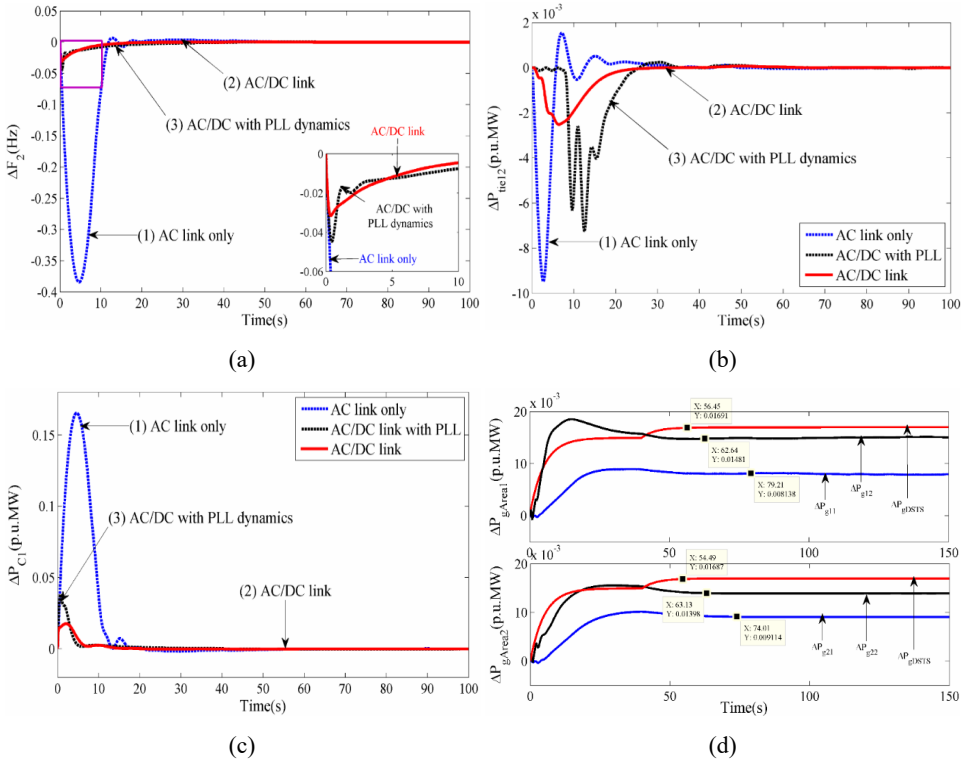 0.05
0
-0.05
-0.1
-0.15
-0.2
-0.25
-0.3
-0.35
-0.4
ΔF2(Hz)
(2) AC/DC link
(3) AC/DC with PLL dynamics
(1) AC link only
AC/DC link
AC/DC with
PLL dynamics
AC link only
0
-0.02
-0.04
-0.06
0 5 10
0 10 20 30 40 50 60 70 80 90 100
Time(s)
(a)
x 10-3
2
0
-2
-4
-6
-8
-10
ΔPtie12(p.u.MW)
(2) AC/DC link
(3) AC/DC with PLL dynamics
(1) AC link only
AC link only
AC/DC with PLL
AC/DC link
0 10 20 30 40 50 60 70 80 90 100
Time(s)
(b)
0.15
0.1
0.05
0
ΔPC1(p.u.MW)
(1) AC link only
AC link only
AC/DC link with PLL
AC/DC link
(3) AC/DC with PLL dynamics
(2) AC/DC link
0 10 20 30 40 50 60 70 80 90 100
Time(s)
(c)
20 x 10-3
10
0
ΔPgArea1(p.u.MW)
X: 56.45
Y: 0.01691
X: 62.64
Y: 0.01481
X: 79.21
Y: 0.008138
ΔPg11
ΔPg12
ΔPgDSTS
0 50 100 150
20 x 10-3
10
0
ΔPgArea2(p.u.MW)
X: 54.49
Y: 0.01687
X: 63.13
Y: 0.01398
X: 74.01
Y: 0.009114
ΔPg21
ΔPg22
ΔPgDSTS
0 50 100 150
Time(s)
(d)